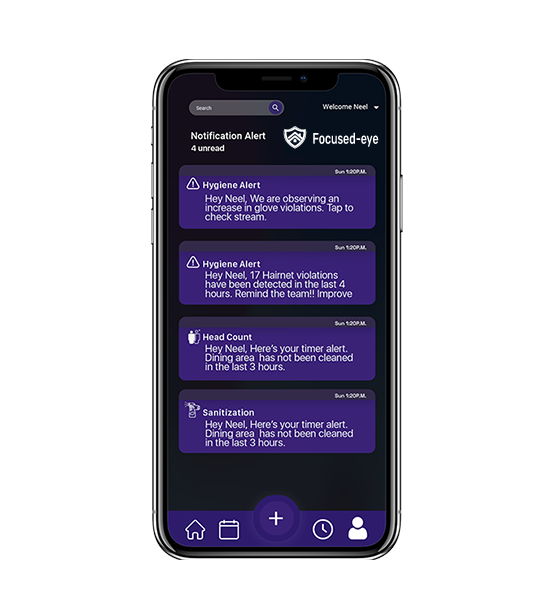 Search
Welcome Neel
Notification Alert
4 unread
Focused-eye
Sun 1:20P.M.
Hygiene Alert
Hey Neel, We are observing an
increase in glove violations. Tap to
check stream.
Sun 1:20P.M.
Hygiene Alert
Hey Neel, 17 Hairnet violations
have been detected in the last 4
hours. Remind the team!! Improve
Sun 1:20P.M.
Head Count
Hey Neel, Here's your timer alert.
Dining area has not been cleaned
in the last 3 hours.
Sun 1:20P.M.
Sanitization
Hey Neel, Here's your timer alert.
Dining area has not been cleaned
in the last 3 hours.